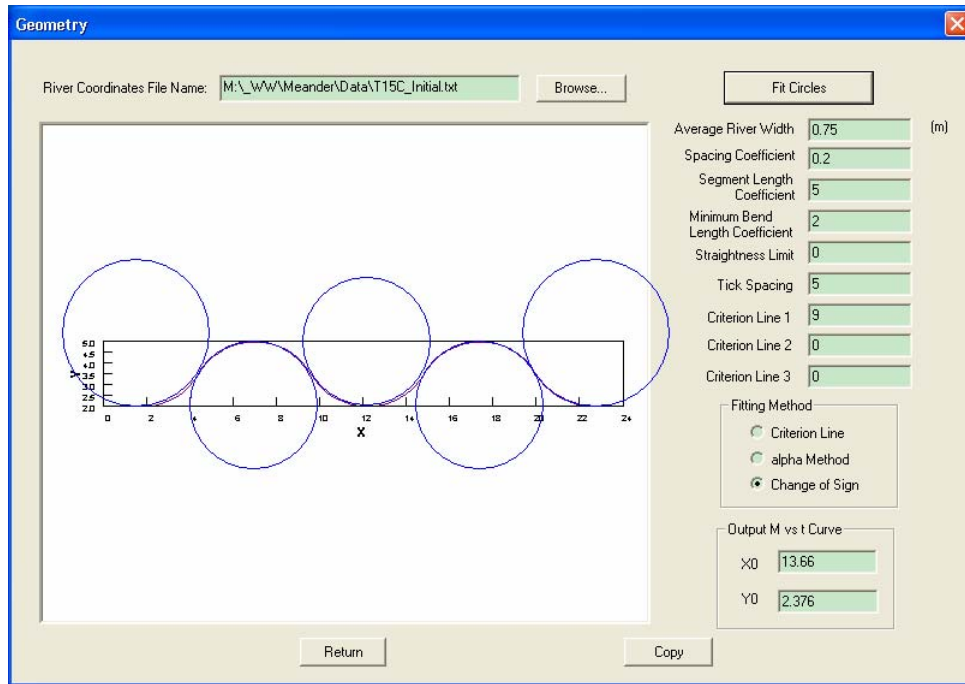 Geometry
River Coordinates File Name: M:\_WW\Meander\Data\T15C_Initial.txt Browse... Fit Circles
Average River Width 0.75 (m)
Spacing Coefficient 0.2
Segment Length
Coefficient 5
Minimum Bend
Length Coefficient 2
Straightness Limit 0
Tick Spacing 5
Criterion Line 1 9
Criterion Line 2 0
Criterion Line 3 0
Fitting Method
Criterion Line
alpha Method
Change of Sign
Output M vs t Curve
X0 13.66
Y0 2.376
5.0
4.5
4.0
3.5
3.0
2.5
2.0
Y
0 2 4 6 8 10 12 14 16 18 20 22 24
X
Return Copy